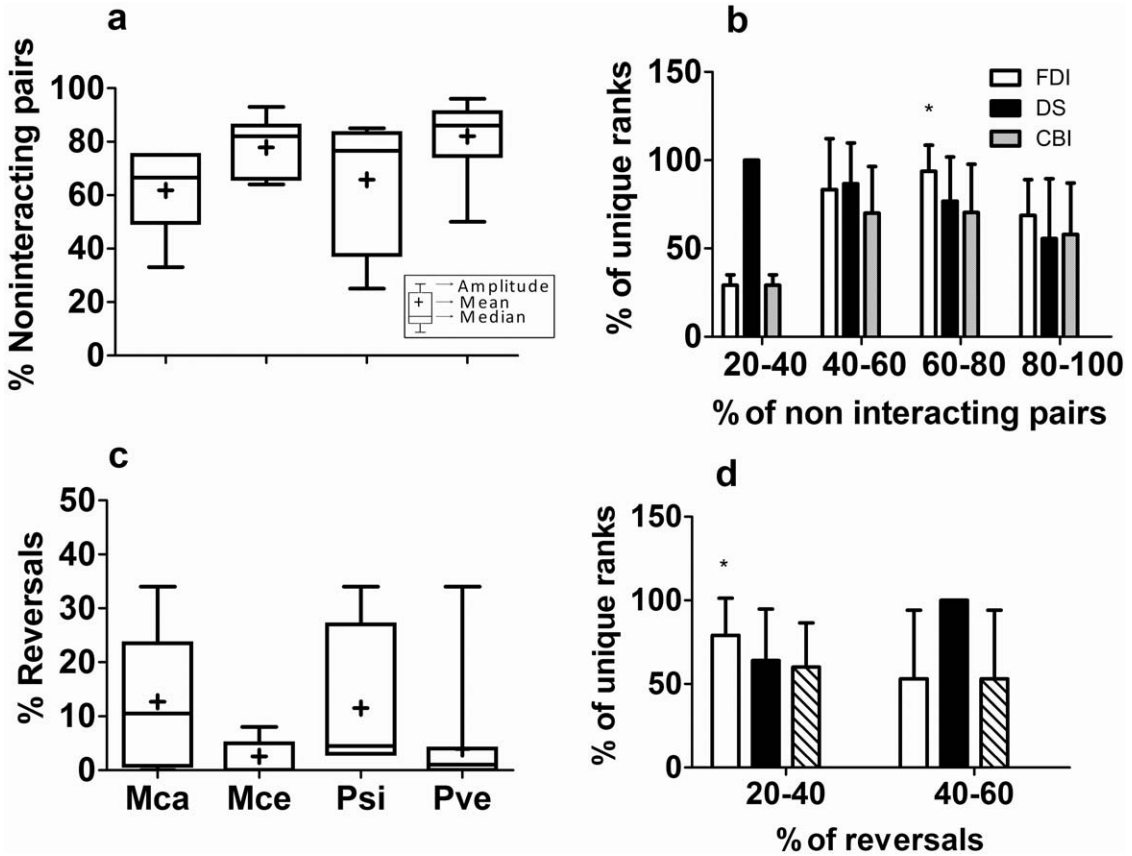 a
% Noninteracting pairs
100
80
60
40
20
0
Amplitude
Mean
Median
b
% of unique ranks
150
100
50
0
FDI
DS
CBI
*
20-40 40-60 60-80 80-100
% of non interacting pairs
c
% Reversals
50
40
30
20
10
0
Mca Mce Psi Pve
d
% of unique ranks
150
100
50
0
*
20-40 40-60
% of reversals